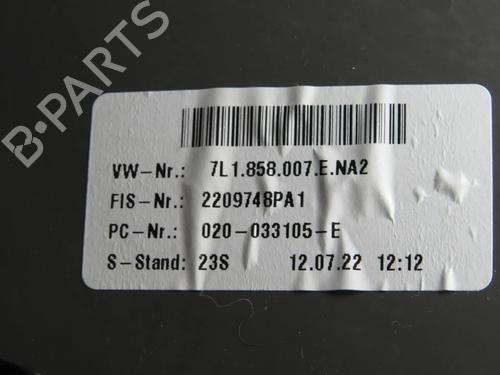 B-PARTS
VW-Nr.: 7L1.858.007.E.NA2
FIS-Nr.: 2209748PA1
PC-Nr.: 020-033105-E
S-Stand: 23S 12.07.22 12:12